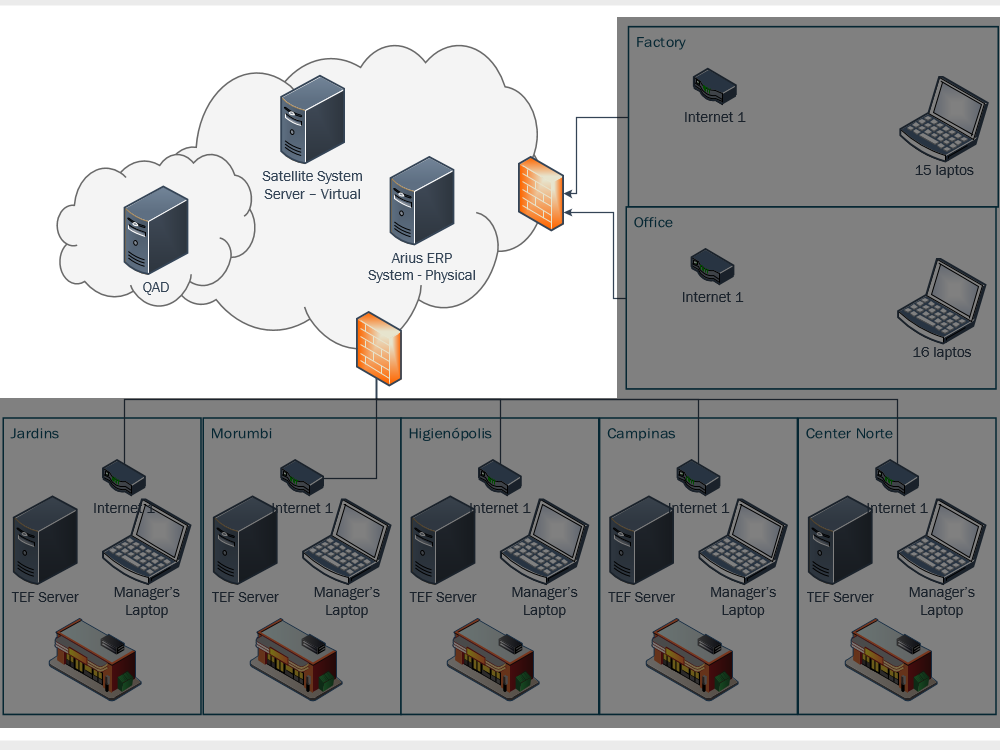 Factory
Internet 1
15 laptos
Satellite System
Server – Virtual
Arius ERP
System - Physical
QAD
Office
Internet 1
16 laptos
Jardins
Internet 1
TEF Server
Manager's
Laptop
Morumbi
Internet 1
TEF Server
Manager's
Laptop
Higienópolis
Internet 1
TEF Server
Manager's
Laptop
Campinas
Internet 1
TEF Server
Manager's
Laptop
Center Norte
Internet 1
TEF Server
Manager's
Laptop